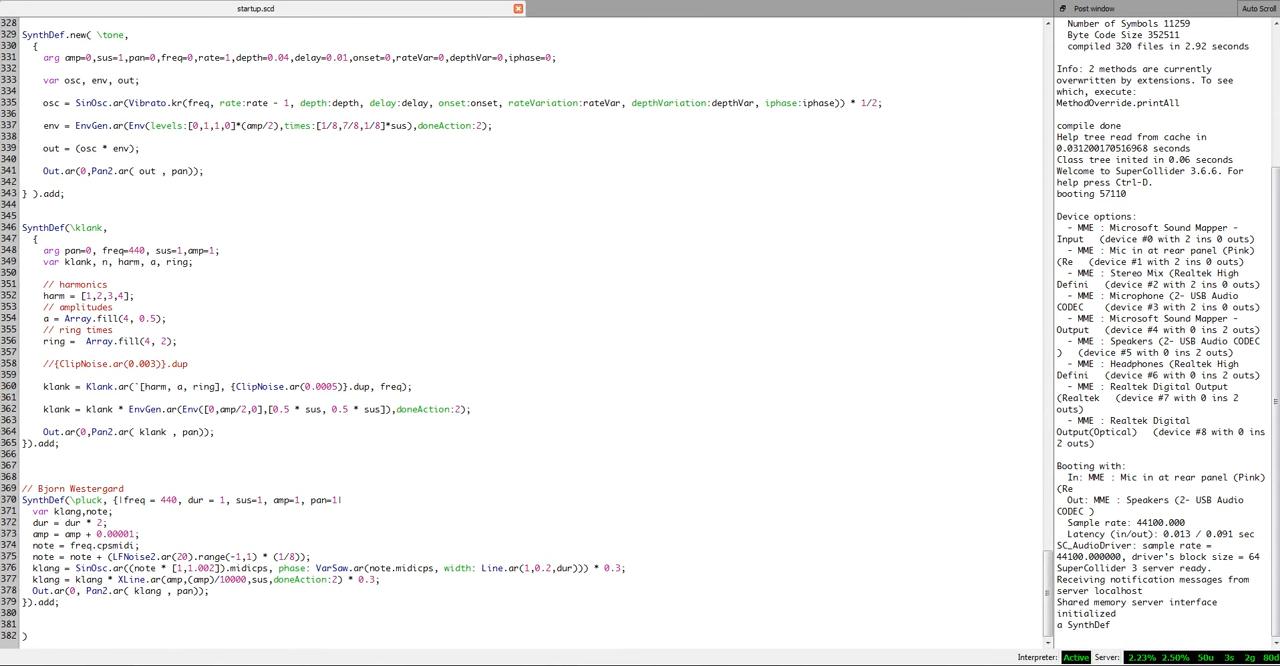 startup.scd
Post window
Auto Scroll
328
329 SynthDef.new( \tone,
330 {
331 arg amp=0,sus=1,pan=0,freq=0,rate=1,depth=0.04,delay=0.01,onset=0,rateVar=0,depthVar=0,iphase=0;
332
333 var osc, env, out;
334
335 osc = SinOsc.ar(Vibrato.kr(freq, rate:rate - 1, depth:depth, delay:delay, onset:onset, rateVariation:rateVar, depthVariation:depthVar, iphase:iphase)) * 1/2;
336
337 env = EnvGen.ar(Env(levels:[0,1,1,0]*(amp/2),times:[1/8,7/8,1/8]*sus),doneAction:2);
338
339 out = (osc * env);
340
341 Out.ar(0,Pan2.ar( out , pan));
342
343 } ).add;
344
345
346 SynthDef(\klank,
347 {
348 arg pan=0, freq=440, sus=1,amp=1;
349 var klank, n, harm, a, ring;
350
351 // harmonics
352 harm = [1,2,3,4];
353 // amplitudes
354 a = Array.fill(4, 0.5);
355 // ring times
356 ring =  Array.fill(4, 2);
357
358 //{ClipNoise.ar(0.003)}.dup
359
360 klank = Klank.ar(`[harm, a, ring], {ClipNoise.ar(0.0005)}.dup, freq);
361
362 klank = klank * EnvGen.ar(Env([0,amp/2,0],[0.5 * sus, 0.5 * sus]),doneAction:2);
363
364 Out.ar(0,Pan2.ar( klank , pan));
365 }).add;
366
367
368
369 // Bjorn Westergard
370 SynthDef(\pluck, {|freq = 440, dur = 1, sus=1, amp=1, pan=1|
371 var klang,note;
372 dur = dur * 2;
373 amp = amp + 0.00001;
374 note = freq.cpsmidi;
375 note = note + (LFNoise2.ar(20).range(-1,1) * (1/8));
376 klang = SinOsc.ar((note * [1,1.002]).midicps, phase: VarSaw.ar(note.midicps, width: Line.ar(1,0.2,dur))) * 0.3;
377 klang = klang * XLine.ar(amp,(amp)/10000,sus,doneAction:2) * 0.3;
378 Out.ar(0, Pan2.ar( klang , pan));
379 }).add;
380
381
382 )
Number of Symbols 11259
Byte Code Size 352511
compiled 320 files in 2.92 seconds
Info: 2 methods are currently
overwritten by extensions. To see
which, execute:
MethodOverride.printAll
compile done
Help tree read from cache in
0.031200170516968 seconds
Class tree inited in 0.06 seconds
Welcome to SuperCollider 3.6.6. For
help press Ctrl-D.
booting 57110
Device options:
- MME : Microsoft Sound Mapper -
Input   (device #0 with 2 ins 0 outs)
- MME : Mic in at rear panel (Pink)
(Re   (device #1 with 2 ins 0 outs)
- MME : Stereo Mix (Realtek High
Defini   (device #2 with 2 ins 0 outs)
- MME : Microphone (2- USB Audio
CODEC   (device #3 with 2 ins 0 outs)
- MME : Microsoft Sound Mapper -
Output   (device #4 with 0 ins 2 outs)
- MME : Speakers (2- USB Audio CODEC
)   (device #5 with 0 ins 2 outs)
- MME : Headphones (Realtek High
Defini   (device #6 with 0 ins 2 outs)
- MME : Realtek Digital Output
(Realtek   (device #7 with 0 ins 2
outs)
- MME : Realtek Digital
Output(Optical)   (device #8 with 0 ins
2 outs)
Booting with:
In: MME : Mic in at rear panel (Pink)
(Re
Out: MME : Speakers (2- USB Audio
CODEC )
Sample rate: 44100.000
Latency (in/out): 0.013 / 0.091 sec
SC_AudioDriver: sample rate =
44100.000000, driver's block size = 64
SuperCollider 3 server ready.
Receiving notification messages from
server localhost
Shared memory server interface
initialized
a SynthDef
Interpreter: Active Server: 2.23% 2.50% 50u 3s 2g 80d